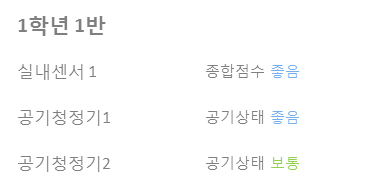 1학년 1반
실내센서 1 종합점수 좋음
공기청정기1 공기상태 좋음
공기청정기2 공기상태 보통